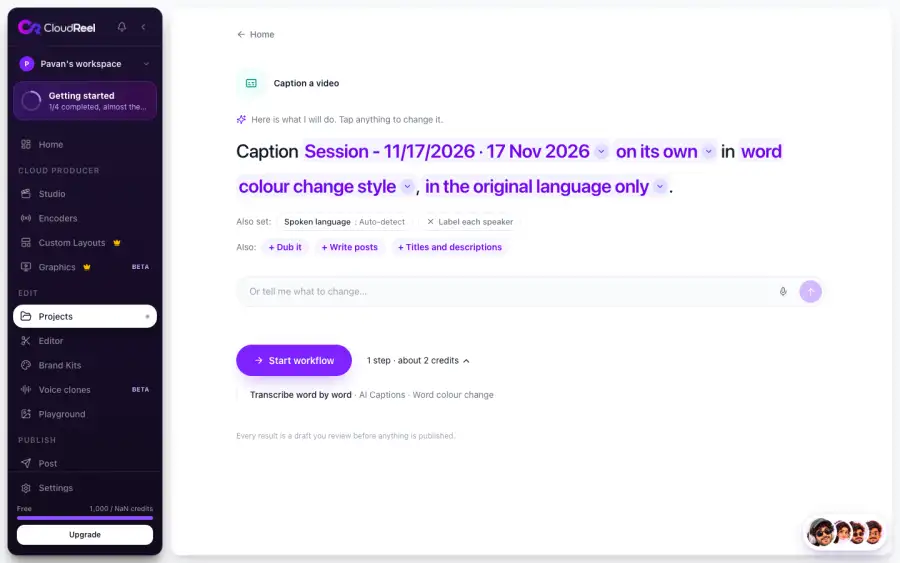 CloudReel
P Pavan's workspace
Getting started
1/4 completed, almost the...
Home
CLOUD PRODUCER
Studio
Encoders
Custom Layouts
Graphics BETA
EDIT
Projects
Editor
Brand Kits
Voice clones BETA
Playground
PUBLISH
Post
Settings
Free 1,000 / NaN credits
Upgrade
← Home
Caption a video
Here is what I will do. Tap anything to change it.
Caption Session - 11/17/2026 · 17 Nov 2026 on its own in word
colour change style , in the original language only .
Also set: Spoken language : Auto-detect × Label each speaker
Also: + Dub it + Write posts + Titles and descriptions
Or tell me what to change...
→ Start workflow 1 step · about 2 credits
Transcribe word by word · AI Captions · Word colour change
Every result is a draft you review before anything is published.